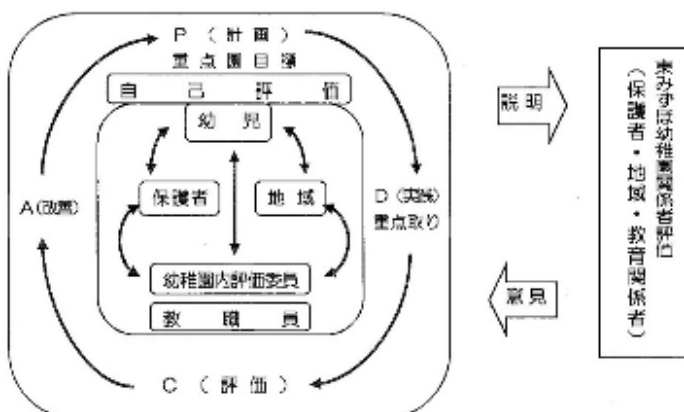 P（計画）
重点園目標
自己評価
幼児
保護者
地域
A（改善）
D（実践）
重点取り
幼稚園内評価委員
教職員
C（評価）
説明
意見
東みずほ幼稚園関係者評価
（保護者・地域・教育関係者）